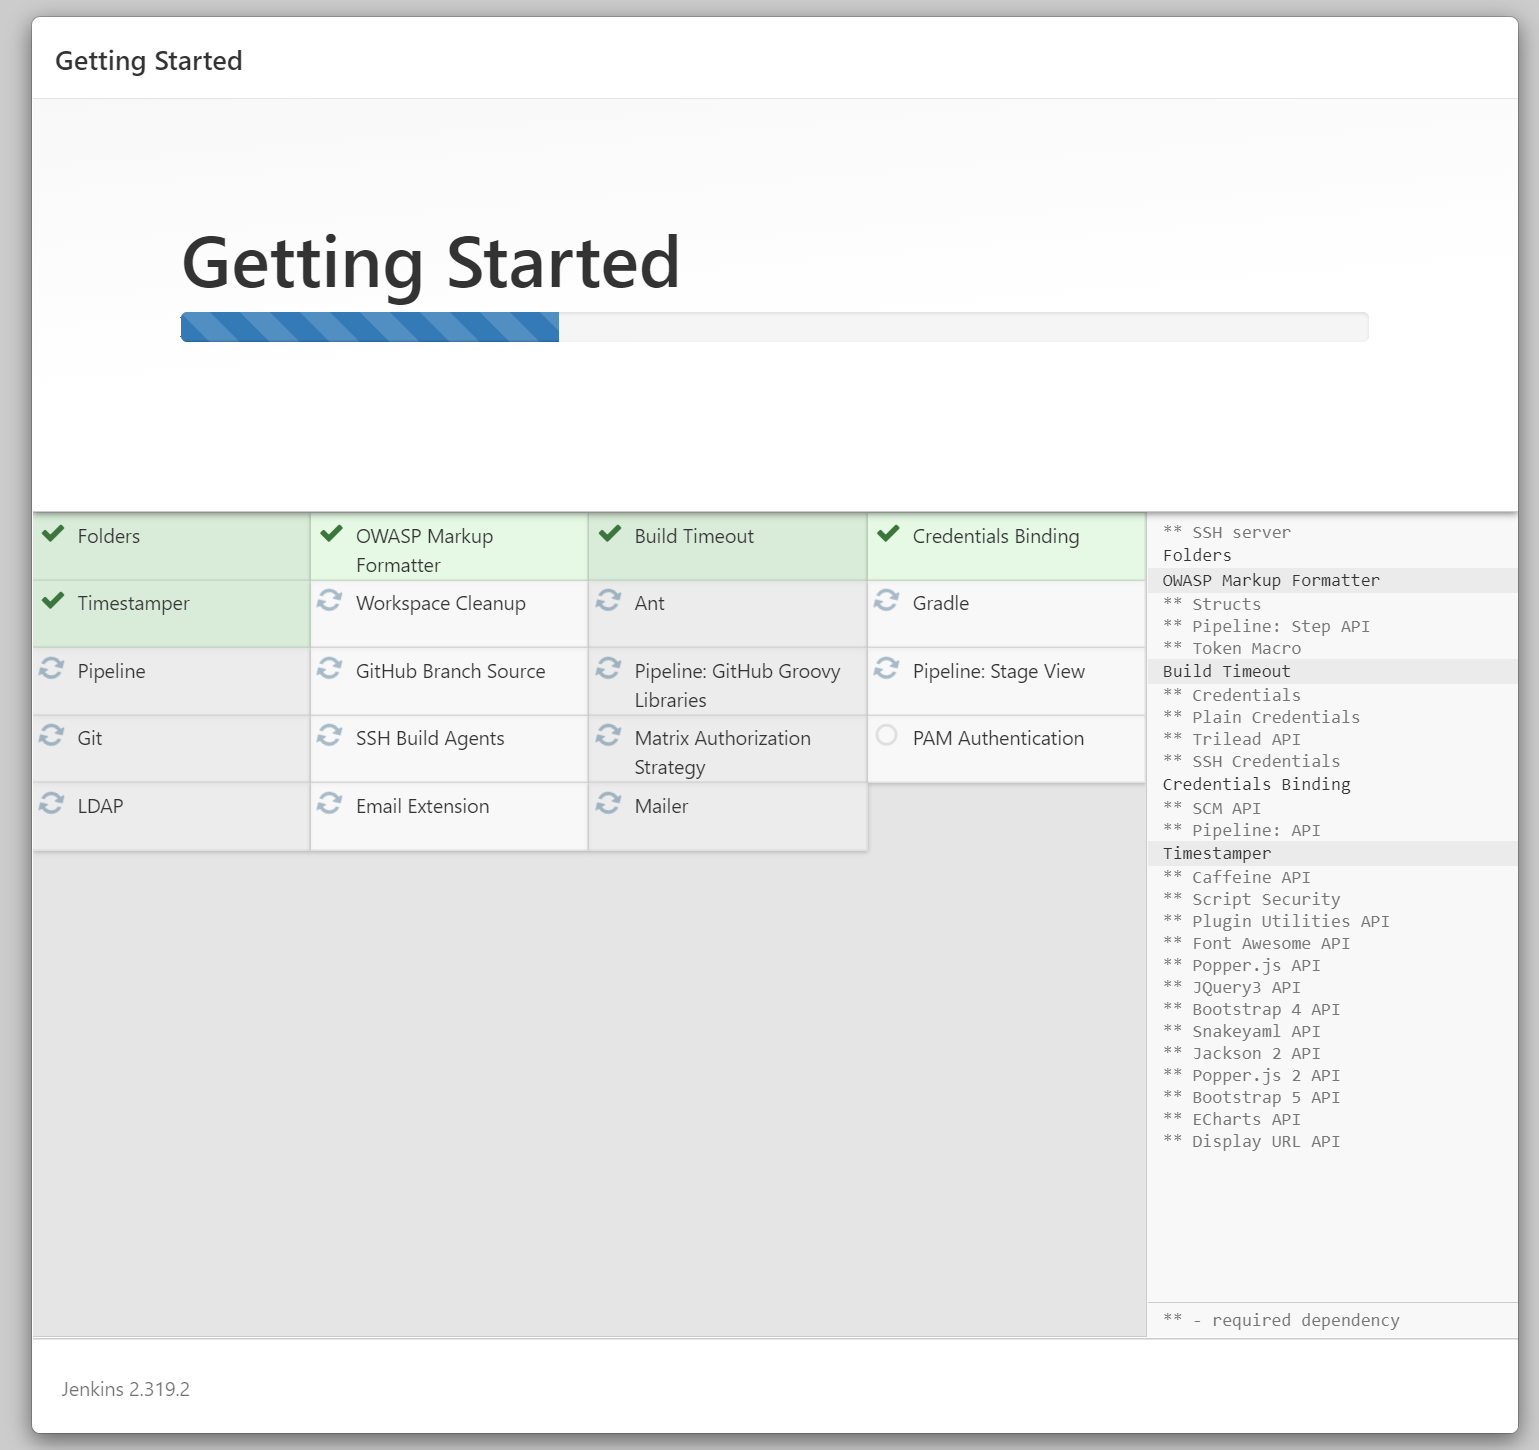 Getting Started
Getting Started
Folders
OWASP Markup
Formatter
Build Timeout
Credentials Binding
Timestamper
Workspace Cleanup
Ant
Gradle
Pipeline
GitHub Branch Source
Pipeline: GitHub Groovy
Libraries
Pipeline: Stage View
Git
SSH Build Agents
Matrix Authorization
Strategy
PAM Authentication
LDAP
Email Extension
Mailer
** SSH server
Folders
OWASP Markup Formatter
** Structs
** Pipeline: Step API
** Token Macro
Build Timeout
** Credentials
** Plain Credentials
** Trilead API
** SSH Credentials
Credentials Binding
** SCM API
** Pipeline: API
Timestamper
** Caffeine API
** Script Security
** Plugin Utilities API
** Font Awesome API
** Popper.js API
** JQuery3 API
** Bootstrap 4 API
** Snakeyaml API
** Jackson 2 API
** Popper.js 2 API
** Bootstrap 5 API
** ECharts API
** Display URL API
** - required dependency
Jenkins 2.319.2